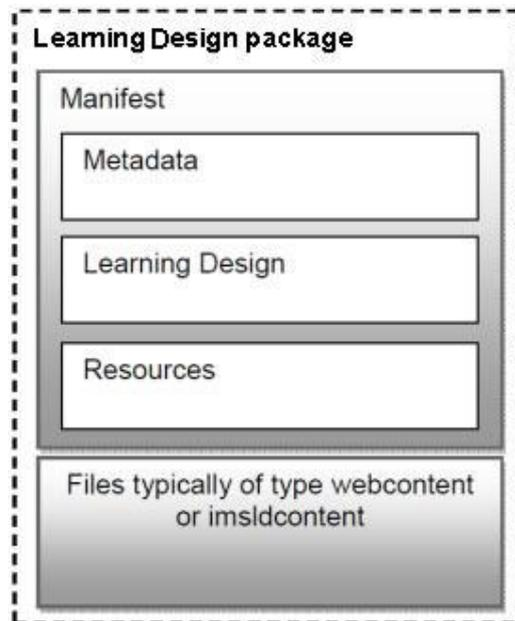 Learning Design package
Manifest
Metadata
Learning Design
Resources
Files typically of type webcontent
or imsldcontent